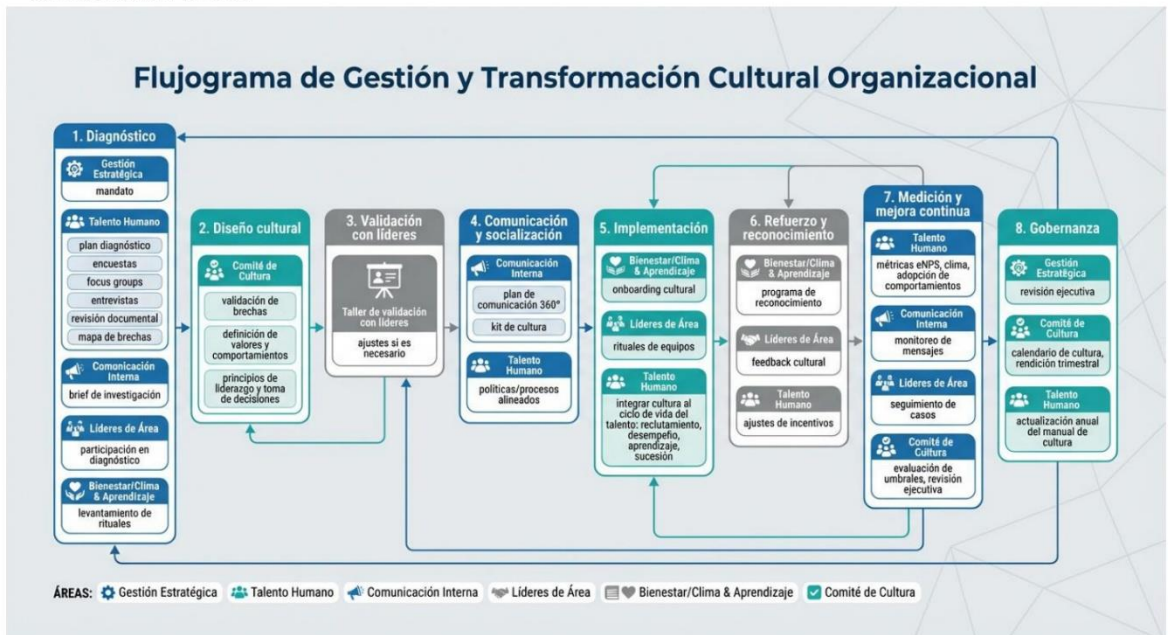 Flujograma de Gestión y Transformación Cultural Organizacional
1. Diagnóstico
Gestión
Estratégica
mandato
Talento Humano
plan diagnóstico
encuestas
focus groups
entrevistas
revisión documental
mapa de brechas
Comunicación
Interna
brief de investigación
Líderes de Área
participación en
diagnóstico
Bienestar/Clima
& Aprendizaje
levantamiento de
rituales
2. Diseño cultural
Comité de
Cultura
validación de
brechas
definición de
valores y
comportamientos
principios de
liderazgo y toma
de decisiones
3. Validación
con líderes
Taller de validación
con líderes
ajustes si es
necesario
4. Comunicación
y socialización
Comunicación
Interna
plan de
comunicación 360°
kit de cultura
Talento
Humano
políticas/procesos
alineados
5. Implementación
Bienestar/Clima
& Aprendizaje
onboarding cultural
Líderes de Área
rituales de equipos
Talento
Humano
integrar cultura al
ciclo de vida del
talento: reclutamiento,
desempeño,
aprendizaje,
sucesión
6. Refuerzo y
reconocimiento
Bienestar/Clima
& Aprendizaje
programa de
reconocimiento
Líderes de Área
feedback cultural
Talento
Humano
ajustes de incentivos
7. Medición y
mejora continua
Talento
Humano
métricas eNPS, clima,
adopción de
comportamientos
Comunicación
Interna
monitoreo de
mensajes
Líderes de Área
seguimiento de
casos
Comité de
Cultura
evaluación de
umbrales, revisión
ejecutiva
8. Gobernanza
Gestión
Estratégica
revisión ejecutiva
Comité de
Cultura
calendario de cultura,
rendición trimestral
Talento
Humano
actualización anual
del manual de
cultura
ÁREAS: Gestión Estratégica Talento Humano Comunicación Interna Líderes de Área Bienestar/Clima & Aprendizaje Comité de Cultura